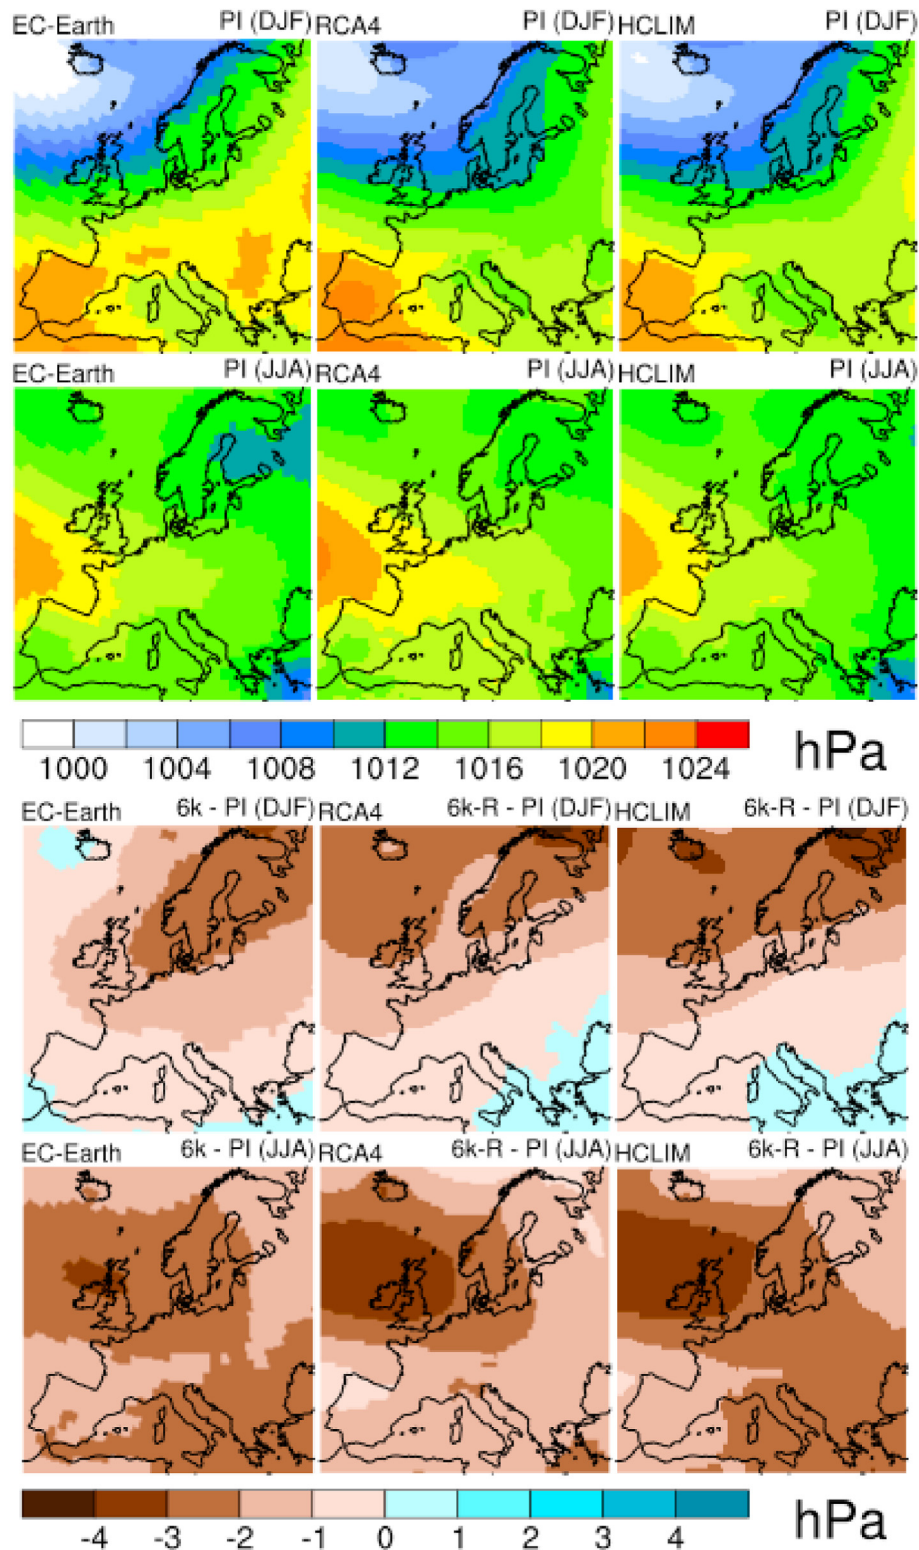 EC-Earth PI (DJF) RCA4 PI (DJF) HCLIM PI (DJF)
EC-Earth PI (JJA) RCA4 PI (JJA) HCLIM PI (JJA)
1000 1004 1008 1012 1016 1020 1024 hPa
EC-Earth 6k - PI (DJF) RCA4 6k-R - PI (DJF) HCLIM 6k-R - PI (DJF)
EC-Earth 6k - PI (JJA) RCA4 6k-R - PI (JJA) HCLIM 6k-R - PI (JJA)
-4 -3 -2 -1 0 1 2 3 4 hPa